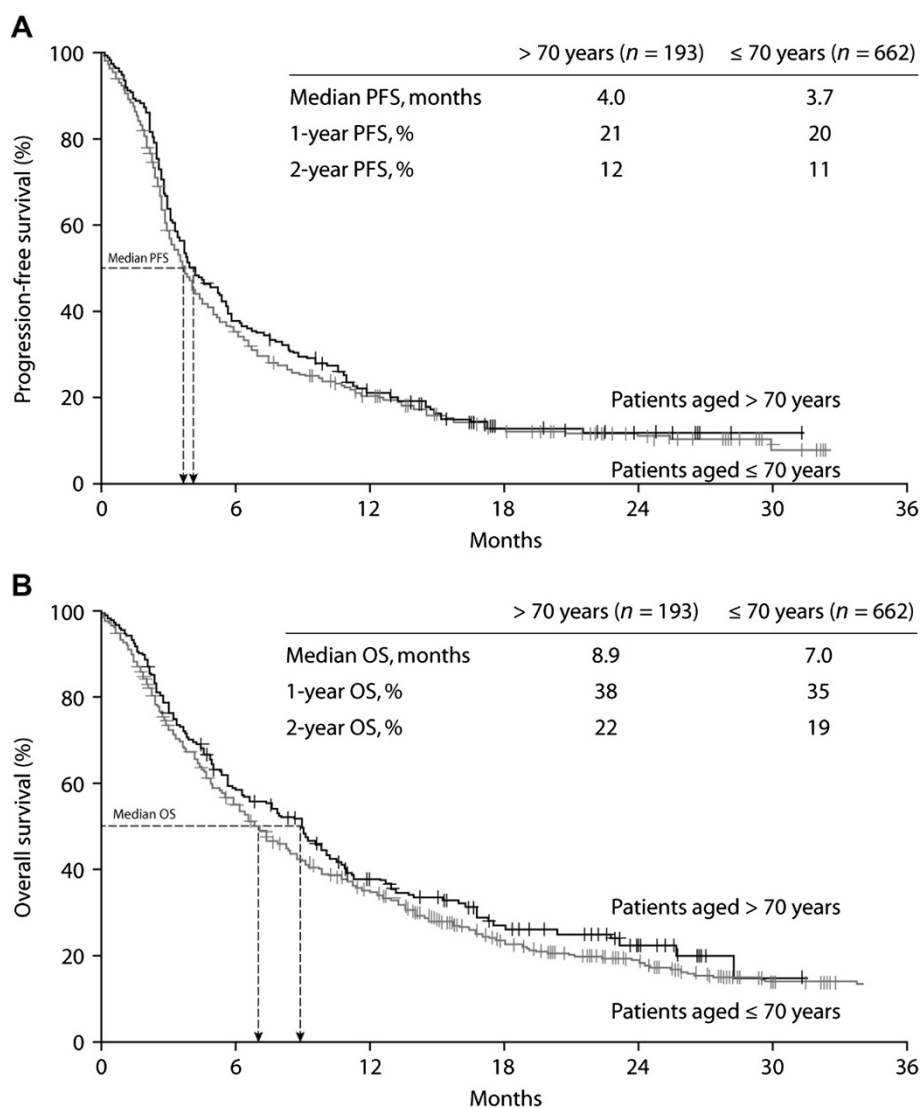 A
> 70 years (n = 193) ≤ 70 years (n = 662)
Median PFS, months 4.0 3.7
1-year PFS, % 21 20
2-year PFS, % 12 11
Progression-free survival (%)
100
80
60
40
20
0
Median PFS
Patients aged > 70 years
Patients aged ≤ 70 years
0 6 12 18 24 30 36
Months
B
> 70 years (n = 193) ≤ 70 years (n = 662)
Median OS, months 8.9 7.0
1-year OS, % 38 35
2-year OS, % 22 19
Overall survival (%)
100
80
60
40
20
0
Median OS
Patients aged > 70 years
Patients aged ≤ 70 years
0 6 12 18 24 30 36
Months